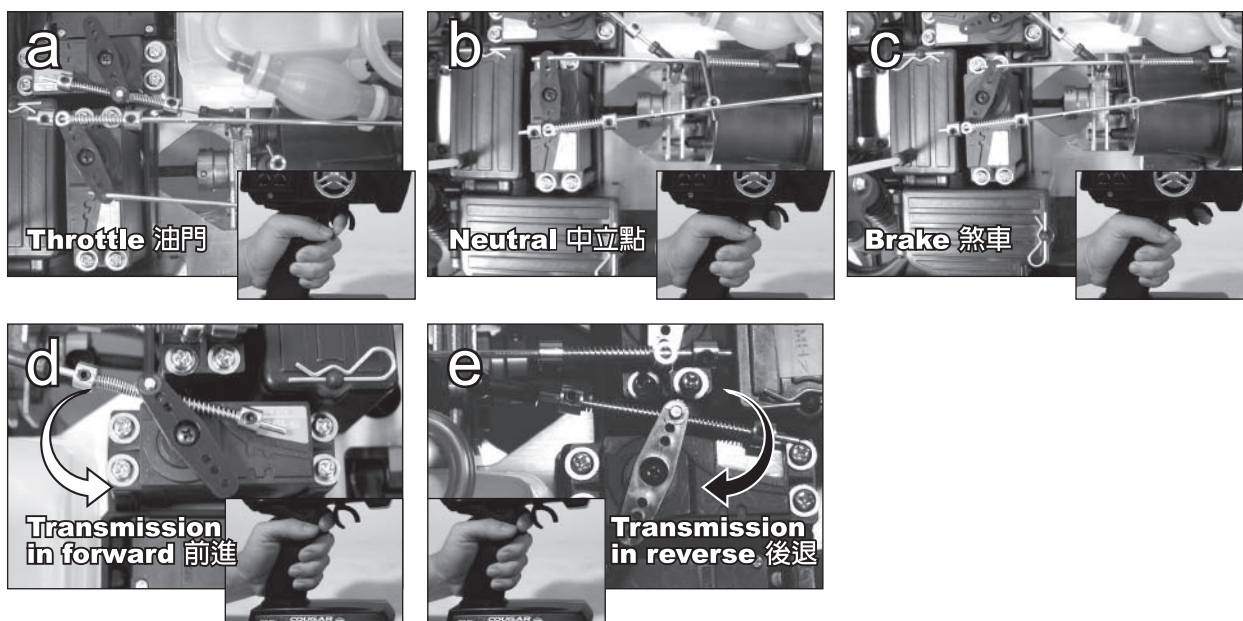 a
Throttle 油門
b
Neutral 中立點
c
Brake 煞車
d
Transmission
in forward 前進
e
Transmission
in reverse 後退
COUGAR